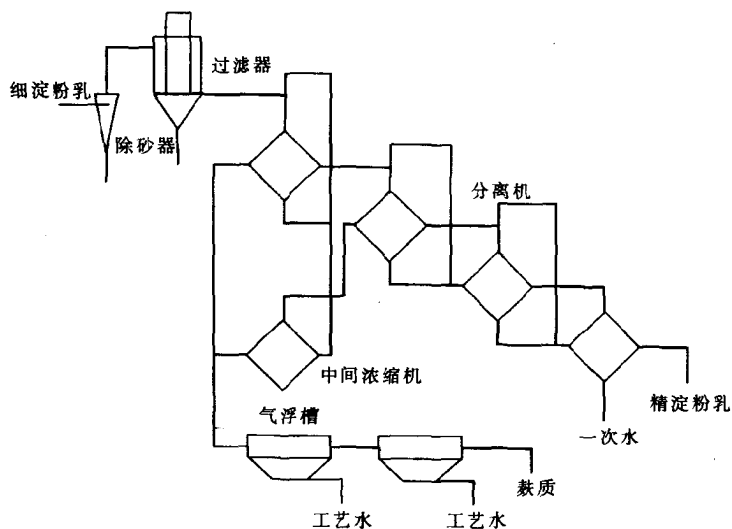 过滤器
细淀粉乳
除砂器
分离机
中间浓缩机
精淀粉乳
气浮槽
一次水
麸质
工艺水
工艺水